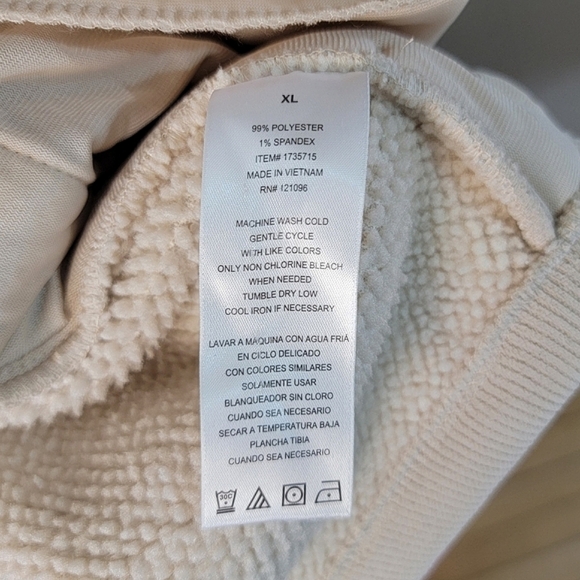 XL
99% POLYESTER
1% SPANDEX
ITEM# 1735715
MADE IN VIETNAM
RN# 121096
MACHINE WASH COLD
GENTLE CYCLE
WITH LIKE COLORS
ONLY NON CHLORINE BLEACH
WHEN NEEDED
TUMBLE DRY LOW
COOL IRON IF NECESSARY
LAVAR A MÁQUINA CON AGUA FRIÁ
EN CICLO DELICADO
CON COLORES SIMILARES
SOLAMENTE USAR
BLANQUEADOR SIN CLORO
CUANDO SEA NECESARIO
SECAR A TEMPERATURA BAJA
PLANCHA TIBIA
CUANDO SEA NECESARIO
30C